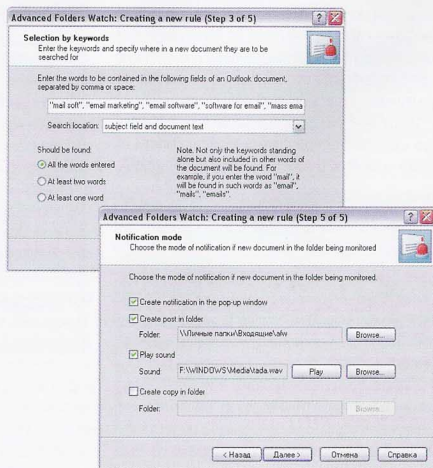 Advanced Folders Watch: Creating a new rule (Step 3 of 5)
Selection by keywords
Enter the keywords and specify where in a new document they are to be
searched for
Enter the words to be contained in the following fields of an Outlook document,
separated by comma or space:
"mail soft", "email marketing", "email software", "software for email", "mass ema
Search location: subject field and document text
Should be found:
All the words entered
At least two words
At least one word
Note. Not only the keywords standing
alone but also included in other words of
the document will be found. For
example, if you enter the word "mail", it
will be found in such words as "email",
"mails", "emails".
Advanced Folders Watch: Creating a new rule (Step 5 of 5)
Notification mode
Choose the mode of notification if new document in the folder being monitored
Choose the mode of notification if new document in the folder being monitored.
Create notification in the pop-up window
Create post in folder
Folder: \\Личные папки\Входящие\afw Browse...
Play sound
Sound F:\WINDOWS\Media\tada.wav Play Browse...
Create copy in folder
Folder: Browse...
< Назад Далее > Отмена Справка